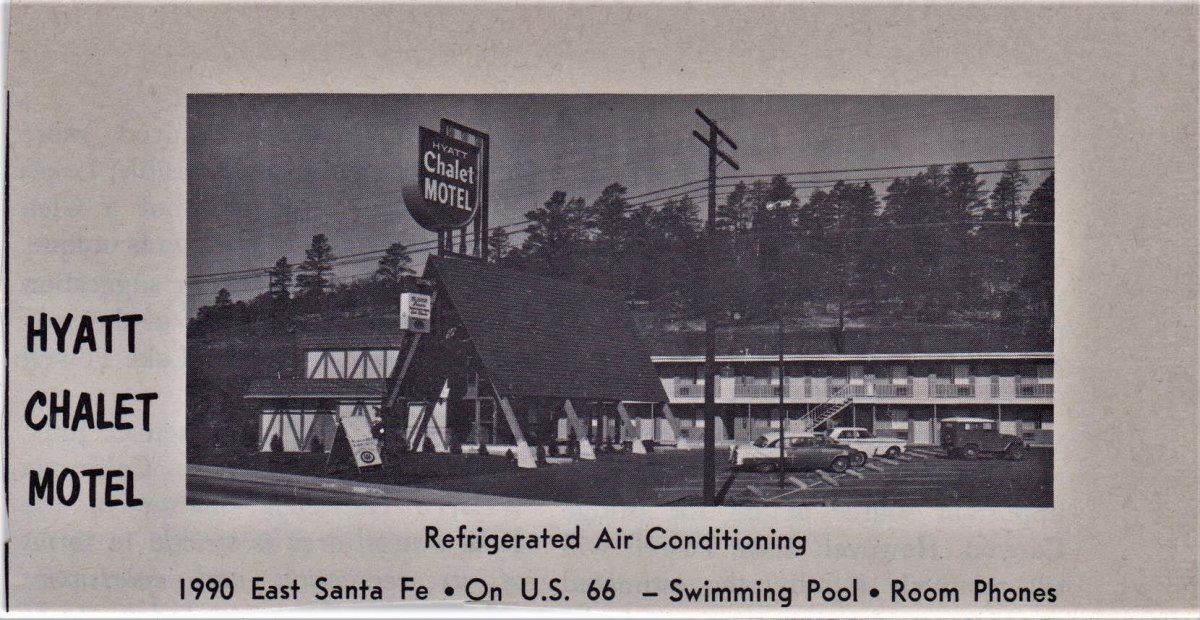 HYATT
Chalet
MOTEL
HYATT
CHALET
MOTEL
Refrigerated Air Conditioning
1990 East Santa Fe • On U.S. 66 – Swimming Pool • Room Phones